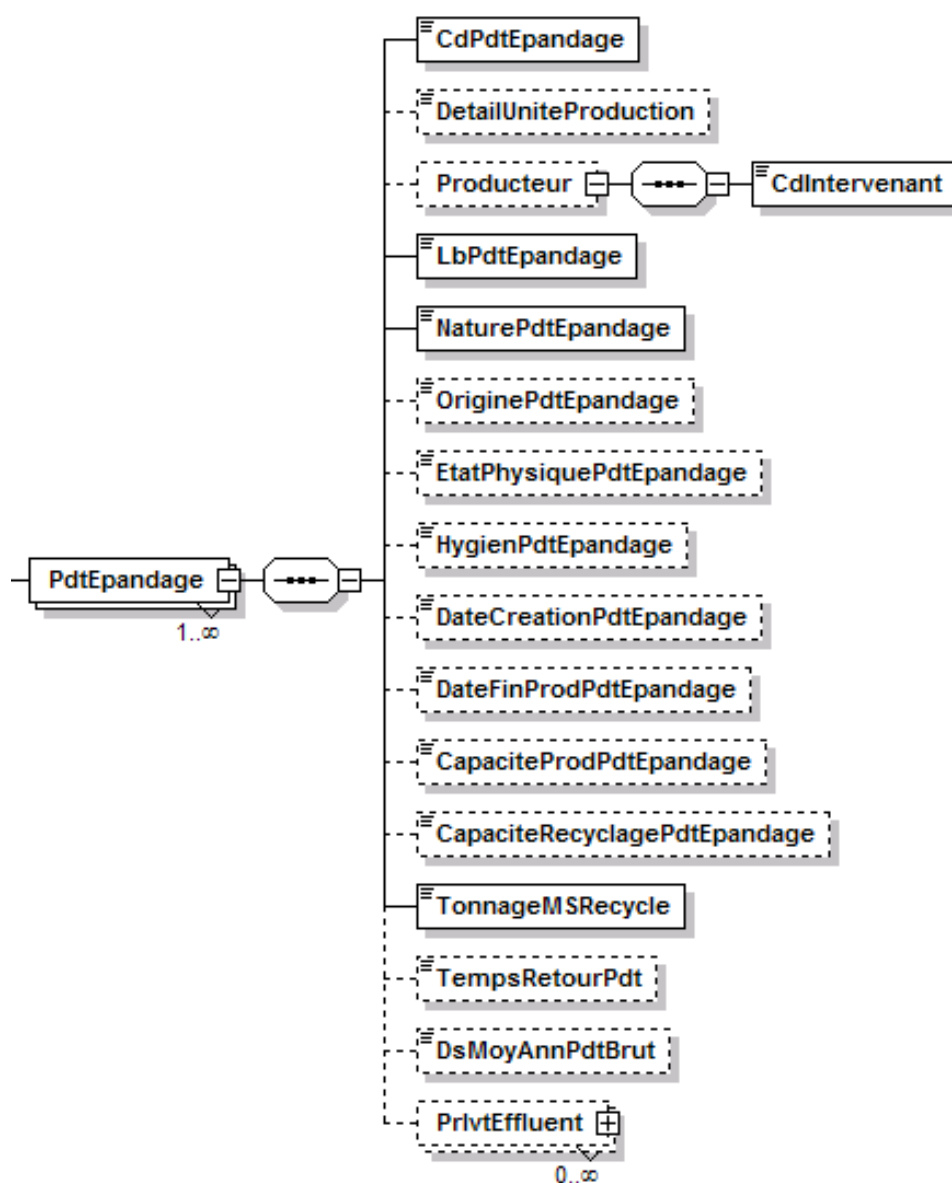 CdPdtEpandage
DetailUniteProduction
Producteur
CdIntervenant
LbPdtEpandage
NaturePdtEpandage
OriginePdtEpandage
EtatPhysiquePdtEpandage
HygienPdtEpandage
PdtEpandage
1..∞
DateCreationPdtEpandage
DateFinProdPdtEpandage
CapaciteProdPdtEpandage
CapaciteRecyclagePdtEpandage
TonnageMSRecycle
TempsRetourPdt
DsMoyAnnPdtBrut
PrlvtEffluent
0..∞